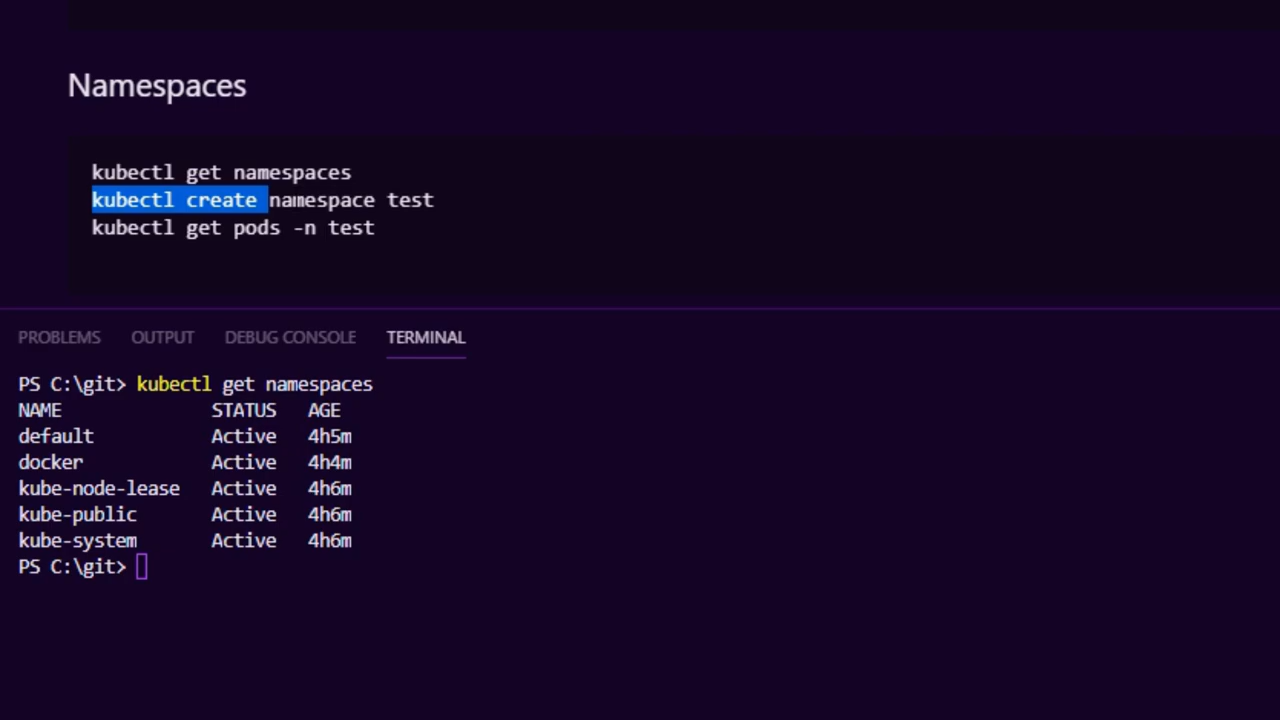 Namespaces
kubectl get namespaces
kubectl create namespace test
kubectl get pods -n test
PROBLEMS OUTPUT DEBUG CONSOLE TERMINAL
PS C:\git> kubectl get namespaces
NAME STATUS AGE
default Active 4h5m
docker Active 4h4m
kube-node-lease Active 4h6m
kube-public Active 4h6m
kube-system Active 4h6m
PS C:\git>